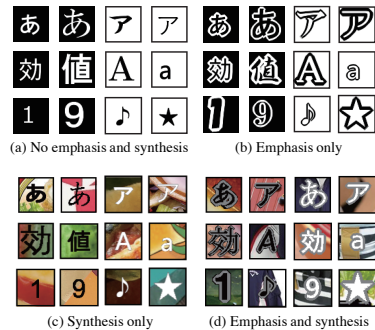 あ あ ア ア
あ あ ア ア
効 値 A a
効 値 A a
1 9 ♪ ★
1 9 ♪ ☆
(a) No emphasis and synthesis
(b) Emphasis only
あ あ ア ア
あ ア あ ア
効 値 A a
効 A 効 a
1 9 ♪ ★
1 ♪ 9 ★
(c) Synthesis only
(d) Emphasis and synthesis